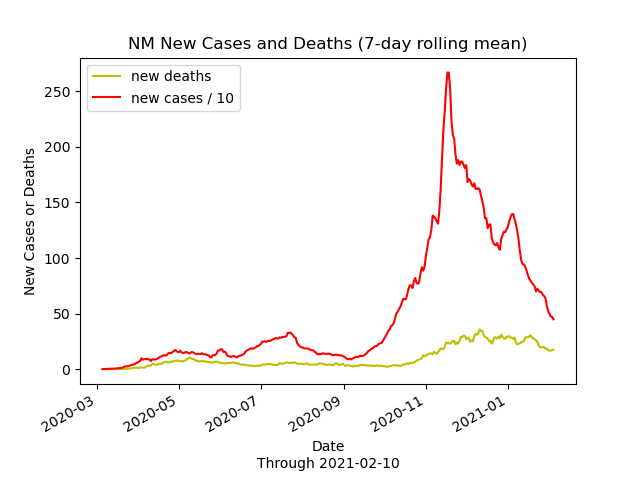 NM New Cases and Deaths (7-day rolling mean)
new deaths
new cases / 10
250
200
150
100
50
0
New Cases or Deaths
2020-03
2020-05
2020-07
2020-09
2020-11
2021-01
Date
Through 2021-02-10